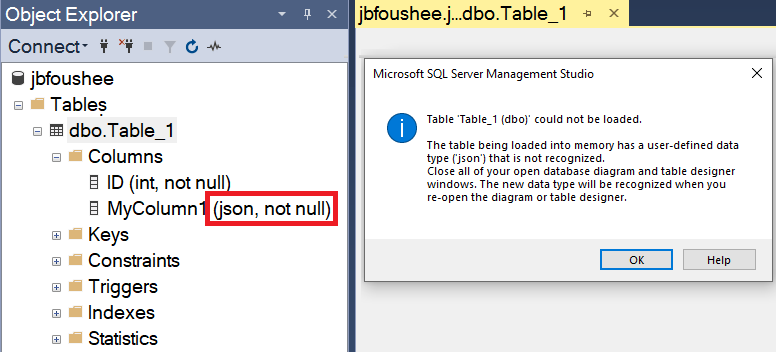 Object Explorer
Connect
jbfoushee
Tables
dbo.Table_1
Columns
ID (int, not null)
MyColumn1 (json, not null)
Keys
Constraints
Triggers
Indexes
Statistics
jbfoushee.j...dbo.Table_1
Microsoft SQL Server Management Studio
Table 'Table_1 (dbo)' could not be loaded.
The table being loaded into memory has a user-defined data
type ('json') that is not recognized.
Close all of your open database diagram and table designer
windows. The new data type will be recognized when you
re-open the diagram or table designer.
OK
Help